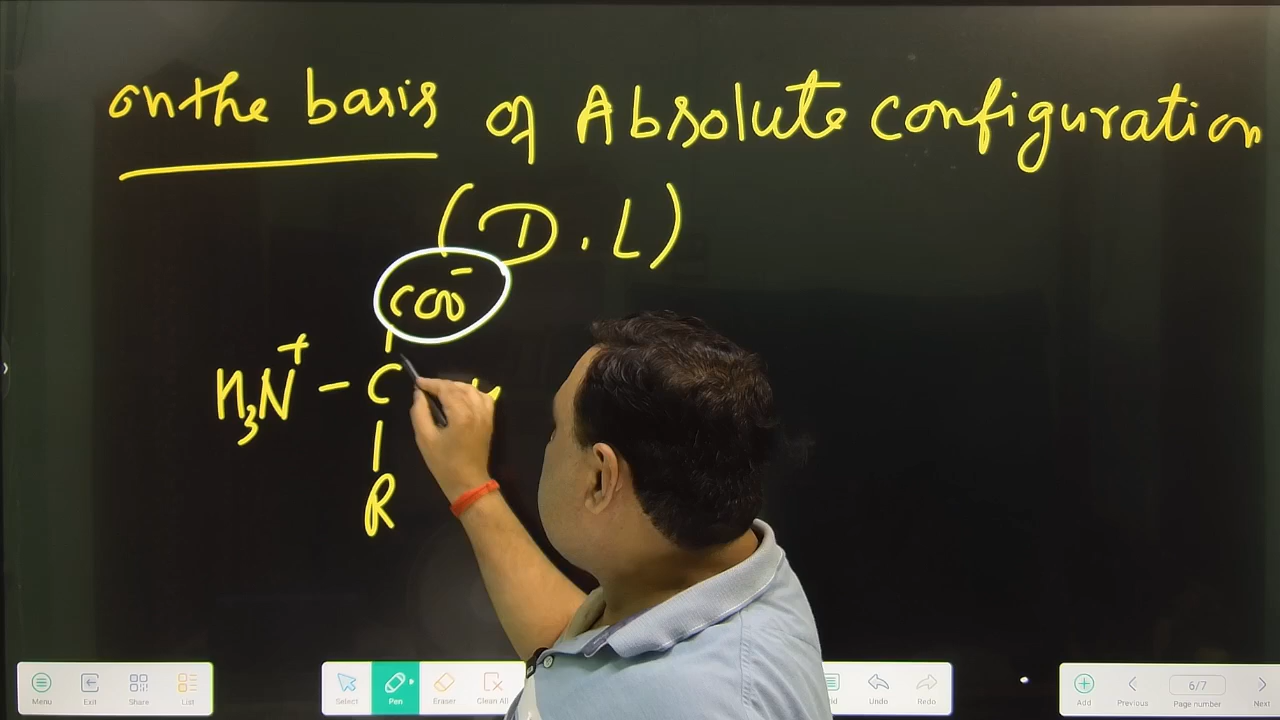 on the basis of Absolute configuration
(D.L)
COO⁻
H₃N⁺ - C
R
Menu Exit Share List Select Pen Eraser Clean All Undo Redo Add Previous 6/7 Page number Next